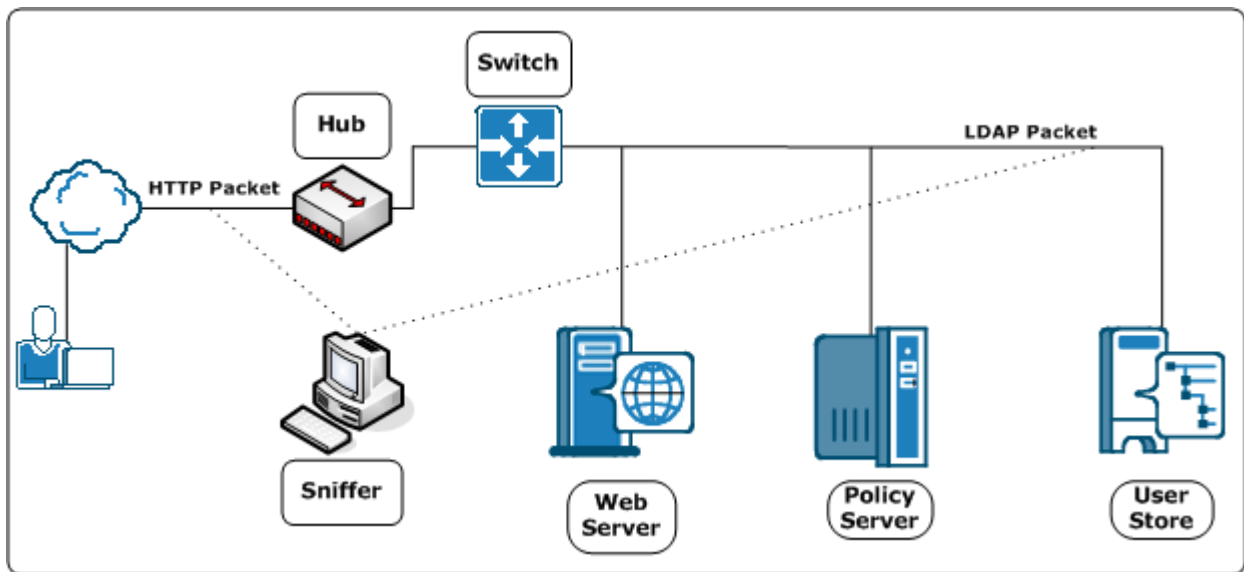 Switch
Hub
LDAP Packet
HTTP Packet
Sniffer
Web
Server
Policy
Server
User
Store